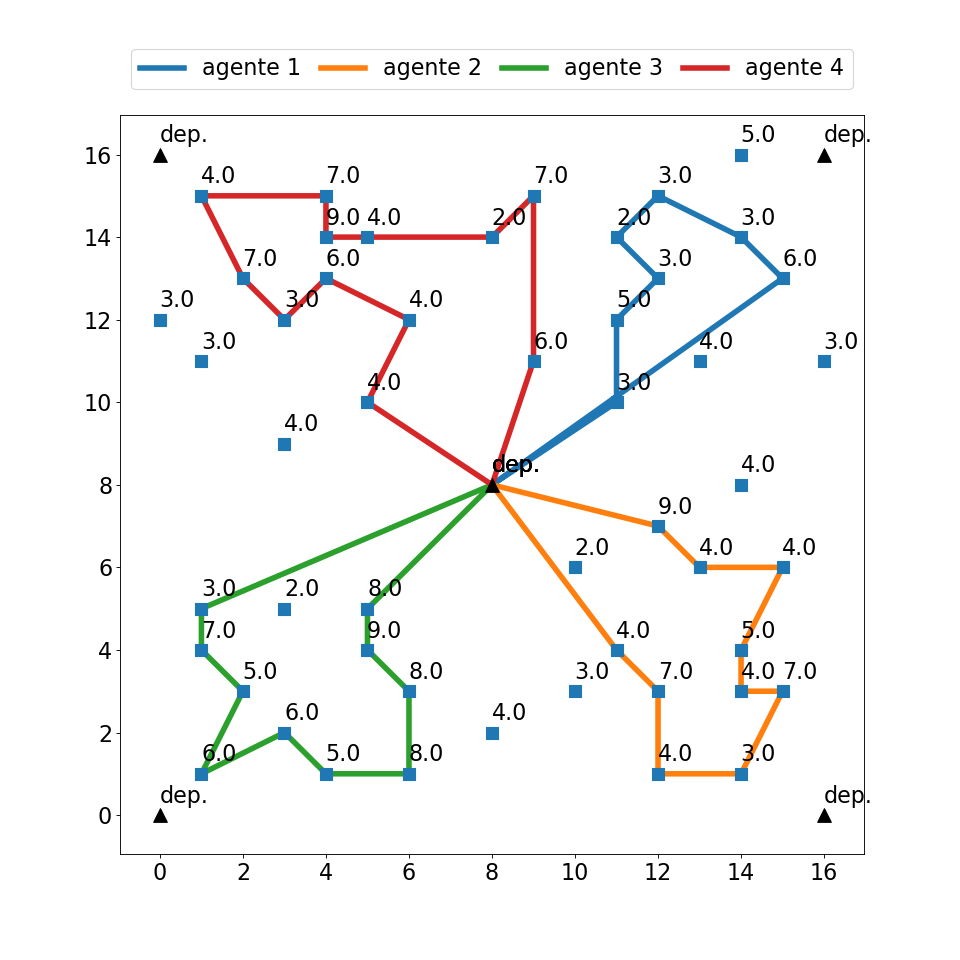 agente 1 agente 2 agente 3 agente 4
5.0
dep. dep.
16
4.0 7.0 7.0 3.0
9.0 4.0 2.0 2.0 3.0
14
7.0 6.0 3.0 6.0
3.0 3.0 4.0 5.0
12
3.0 6.0 4.0 3.0
4.0 3.0
10
4.0
dep. 4.0
8
9.0
2.0 4.0 4.0
6
3.0 2.0 8.0
7.0 9.0 4.0 5.0
4
5.0 8.0 3.0 7.0 4.0 7.0
6.0 4.0
2
6.0 5.0 8.0 4.0 3.0
dep. dep.
0
0 2 4 6 8 10 12 14 16